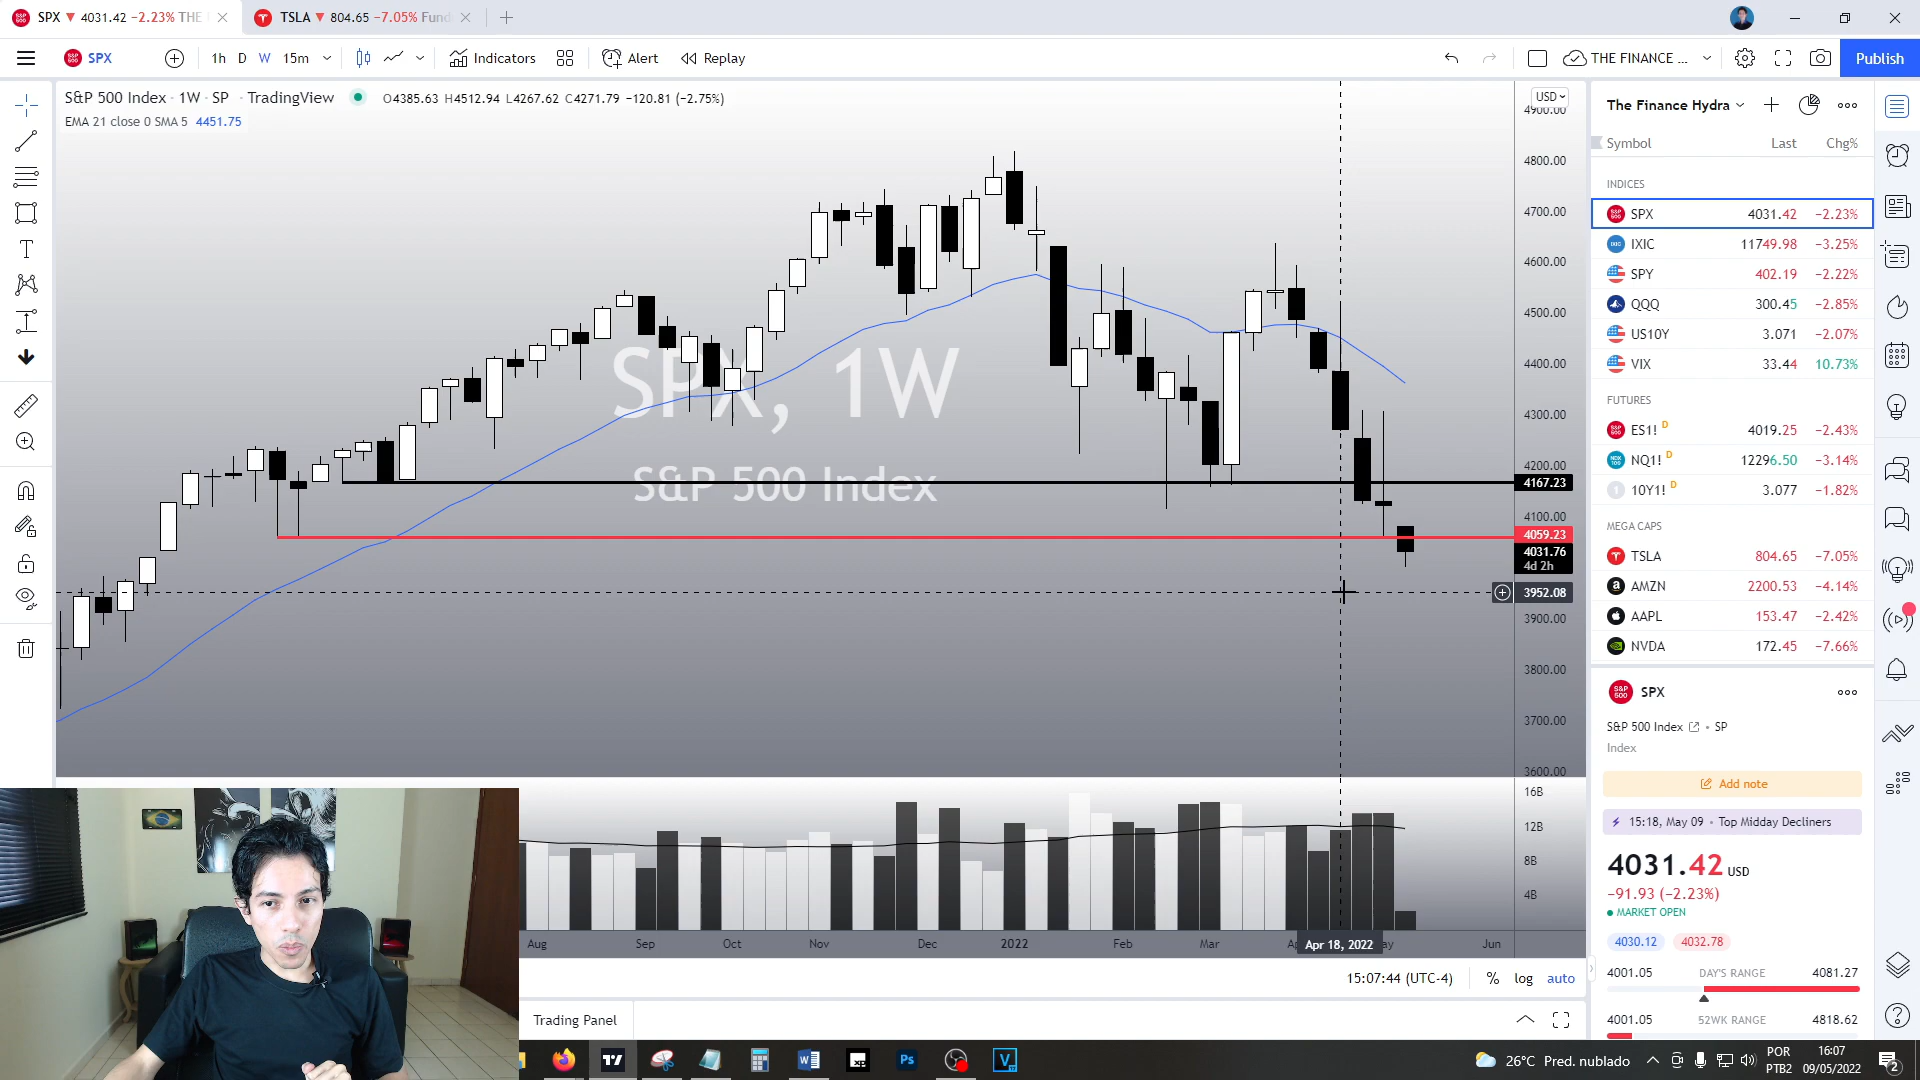 SPX ▼ 4031.42 −2.23% THE
TSLA ▼ 804.65 −7.05% Fund
SPX
1h D W 15m
Indicators
Alert
Replay
THE FINANCE ...
Publish
S&P 500 Index · 1W · SP · TradingView
O4385.63 H4512.94 L4267.62 C4271.79 −120.81 (−2.75%)
EMA 21 close 0 SMA 5 4451.75
SPX, 1W
S&P 500 Index
USD
4900.00
4800.00
4700.00
4600.00
4500.00
4400.00
4300.00
4200.00
4167.23
4100.00
4059.23
4031.76
4d 2h
3952.08
3900.00
3800.00
3700.00
3600.00
16B
12B
8B
4B
Aug Sep Oct Nov Dec 2022 Feb Mar Apr 18, 2022 Jun
15:07:44 (UTC-4) % log auto
Trading Panel
The Finance Hydra
Symbol Last Chg%
INDICES
SPX 4031.42 −2.23%
IXIC 11749.98 −3.25%
SPY 402.19 −2.22%
QQQ 300.45 −2.85%
US10Y 3.071 −2.07%
VIX 33.44 10.73%
FUTURES
ES1! D 4019.25 −2.43%
NQ1! D 12296.50 −3.14%
10Y1! D 3.077 −1.82%
MEGA CAPS
TSLA 804.65 −7.05%
AMZN 2200.53 −4.14%
AAPL 153.47 −2.42%
NVDA 172.45 −7.66%
SPX
S&P 500 Index • SP
Index
Add note
15:18, May 09 • Top Midday Decliners
4031.42 USD
−91.93 (−2.23%)
MARKET OPEN
4030.12 4032.78
4001.05 DAY'S RANGE 4081.27
4001.05 52WK RANGE 4818.62
26°C Pred. nublado
POR
PTB2
16:07
09/05/2022
2